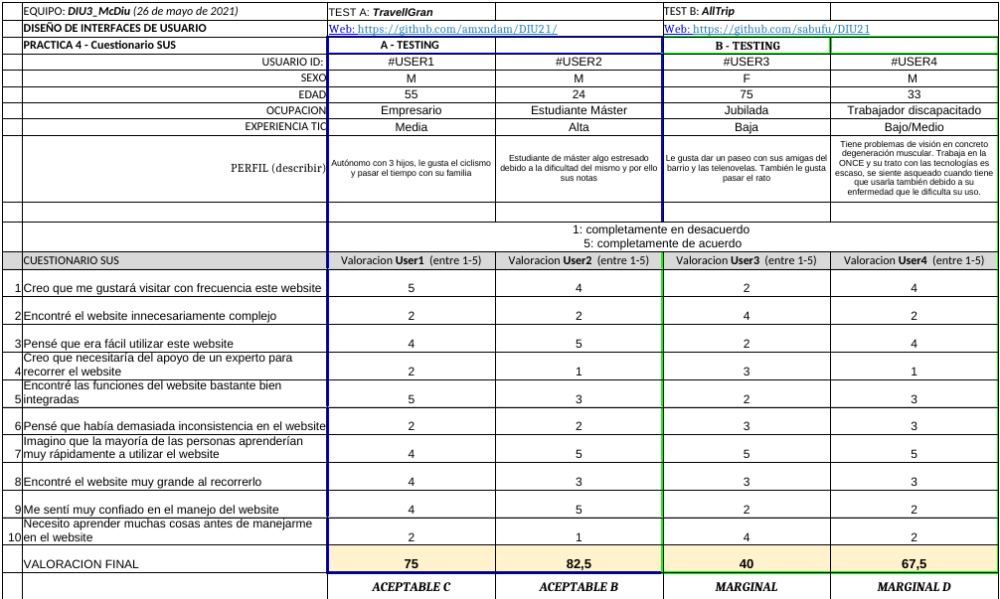 EQUIPO: DIU3_McDiu (26 de mayo de 2021) TEST A: TravellGran TEST B: AllTrip
DISEÑO DE INTERFACES DE USUARIO Web: https://github.com/amxndam/DIU21/ Web: https://github.com/sabufu/DIU21
PRACTICA 4 - Cuestionario SUS A - TESTING B - TESTING
USUARIO ID: #USER1 #USER2 #USER3 #USER4
SEXO M M F M
EDAD 55 24 75 33
OCUPACION Empresario Estudiante Máster Jubilada Trabajador discapacitado
EXPERIENCIA TIC Media Alta Baja Bajo/Medio
PERFIL (describir)
Autónomo con 3 hijos, le gusta el ciclismo
y pasar el tiempo con su familia
Estudiante de máster algo estresado
debido a la dificultad del mismo y por ello
sus notas
Le gusta dar un paseo con sus amigas del
barrio y las telenovelas. También le gusta
pasar el rato
Tiene problemas de visión en concreto
degeneración muscular. Trabaja en la
ONCE y su trato con las tecnologías es
escaso, se siente asqueado cuando tiene
que usarla también debido a su
enfermedad que le dificulta su uso.
1: completamente en desacuerdo
5: completamente de acuerdo
CUESTIONARIO SUS Valoracion User1 (entre 1-5) Valoracion User2 (entre 1-5) Valoracion User3 (entre 1-5) Valoracion User4 (entre 1-5)
1 Creo que me gustará visitar con frecuencia este website 5 4 2 4
2 Encontré el website innecesariamente complejo 2 2 4 2
3 Pensé que era fácil utilizar este website 4 5 2 4
Creo que necesitaría del apoyo de un experto para
4 recorrer el website 2 1 3 1
Encontré las funciones del website bastante bien
5 integradas 5 3 2 3
6 Pensé que había demasiada inconsistencia en el website 2 2 3 3
Imagino que la mayoría de las personas aprenderían
7 muy rápidamente a utilizar el website 4 5 5 5
8 Encontré el website muy grande al recorrerlo 4 3 3 3
9 Me sentí muy confiado en el manejo del website 4 5 2 2
Necesito aprender muchas cosas antes de manejarme
10 en el website 2 1 4 2
VALORACION FINAL 75 82,5 40 67,5
ACEPTABLE C ACEPTABLE B MARGINAL MARGINAL D